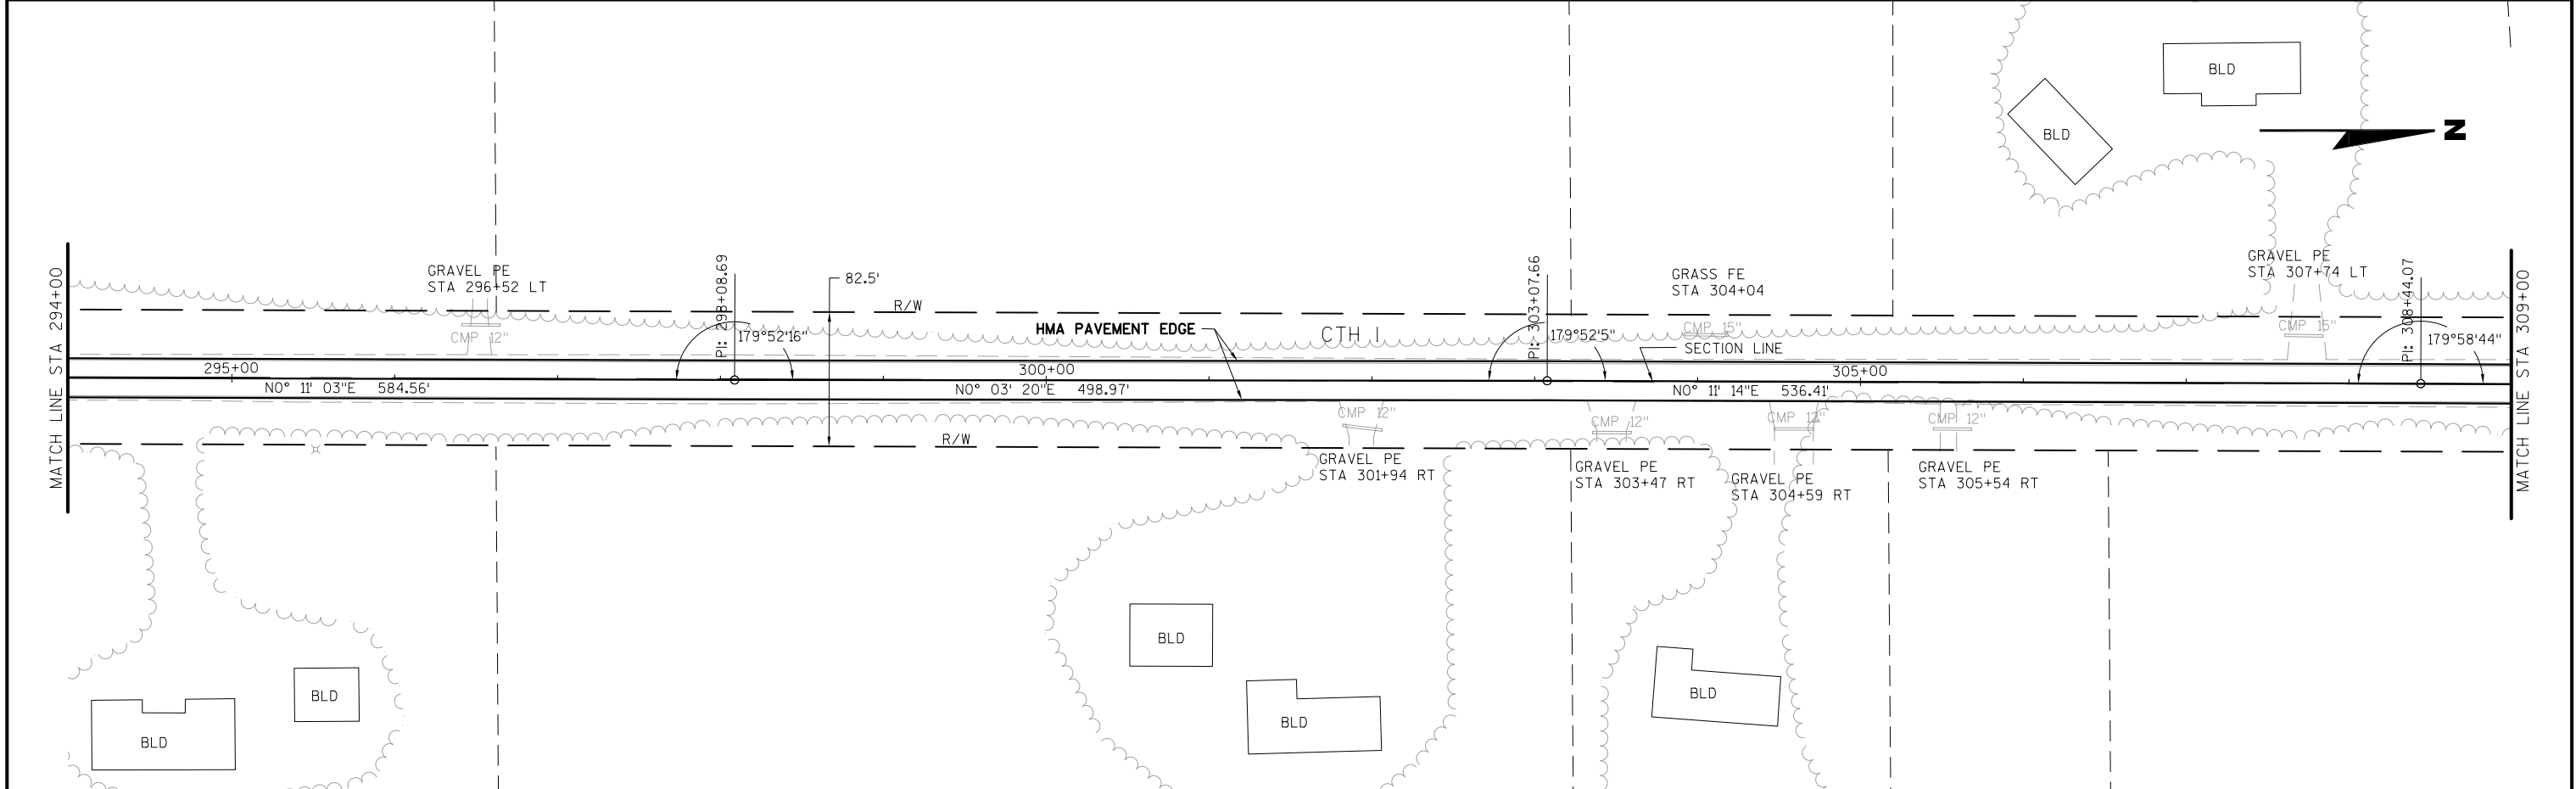 BLD
BLD
N
MATCH LINE STA 294+00
GRAVEL PE
STA 296+52 LT
CMP 12"
PI: 298+08.69
179°52'16"
82.5'
R/W
HMA PAVEMENT EDGE
CTH I
PI: 303+07.66
179°52'5"
GRASS FE
STA 304+04
CMP 15"
SECTION LINE
GRAVEL PE
STA 307+74 LT
CMP 15"
PI: 308+44.07
179°58'44"
MATCH LINE STA 309+00
295+00
300+00
305+00
N0° 11' 03"E 584.56'
N0° 03' 20"E 498.97'
N0° 11' 14"E 536.41'
R/W
CMP 12"
GRAVEL PE
STA 301+94 RT
CMP 12"
GRAVEL PE
STA 303+47 RT
CMP 12"
GRAVEL PE
STA 304+59 RT
CMP 12"
GRAVEL PE
STA 305+54 RT
BLD
BLD
BLD
BLD
BLD